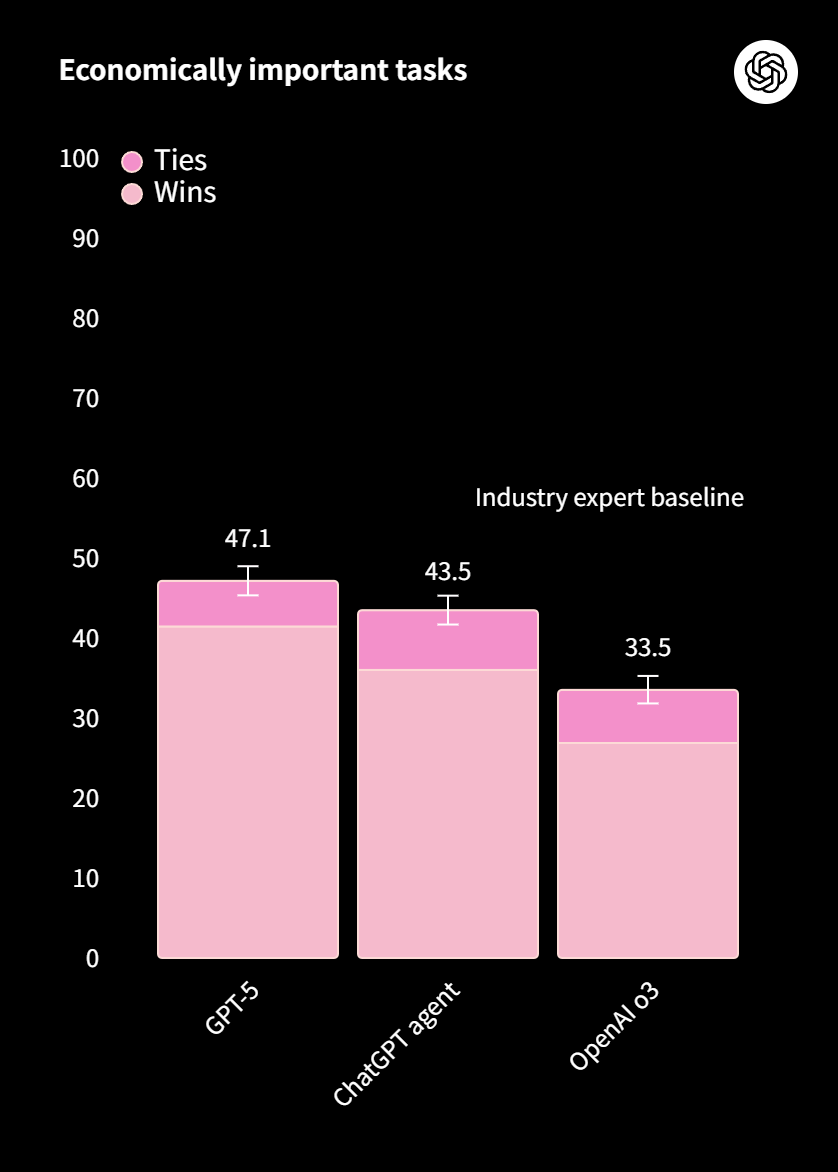 Economically important tasks
100
Ties
Wins
90
80
70
60
Industry expert baseline
50
47.1
43.5
40
33.5
30
20
10
0
GPT-5
ChatGPT agent
OpenAI o3